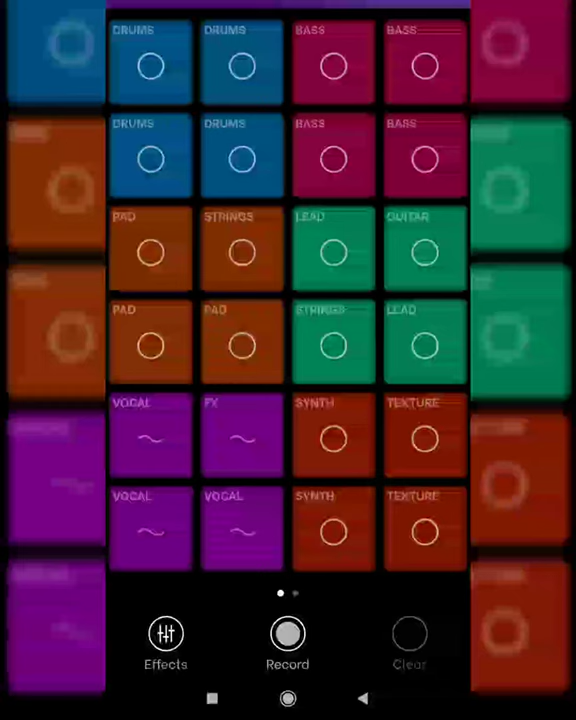 DRUMS DRUMS BASS BASS
DRUMS DRUMS BASS BASS
PAD STRINGS LEAD GUITAR
PAD PAD STRINGS LEAD
VOCAL FX SYNTH TEXTURE
VOCAL VOCAL SYNTH TEXTURE
Effects Record Clear